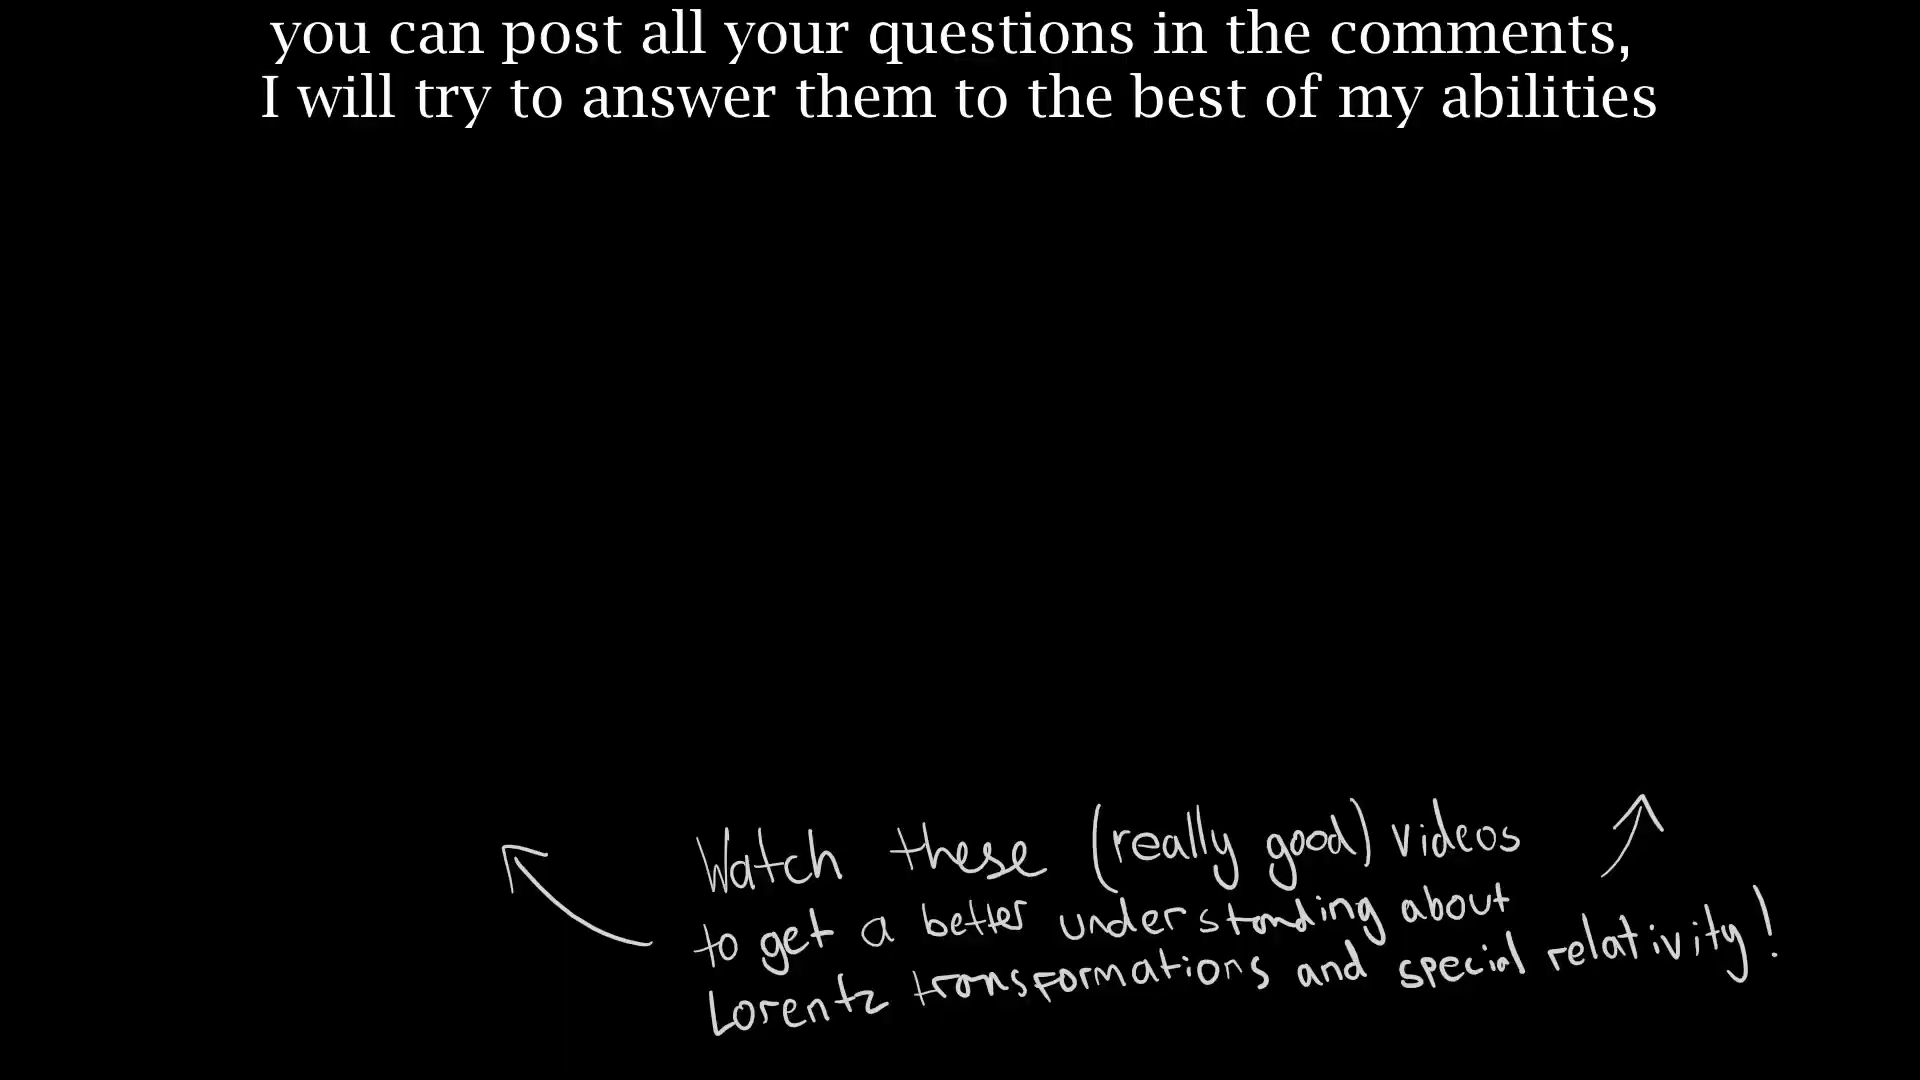 you can post all your questions in the comments,
I will try to answer them to the best of my abilities
Watch these (really good) videos
to get a better understanding about
Lorentz transformations and special relativity!